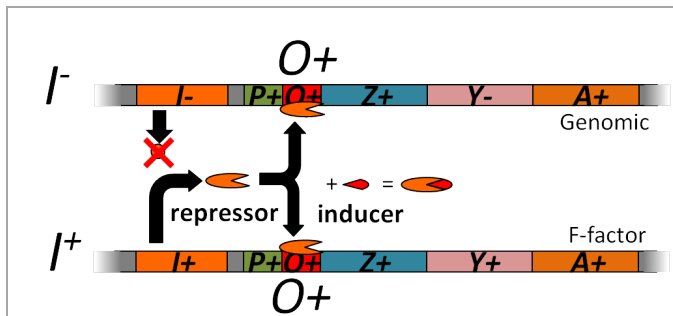 O+
I-
I- P+ O+ Z+ Y- A+
Genomic
+ =
repressor inducer
F-factor
I+
I+ P+ O+ Z+ Y+ A+
O+